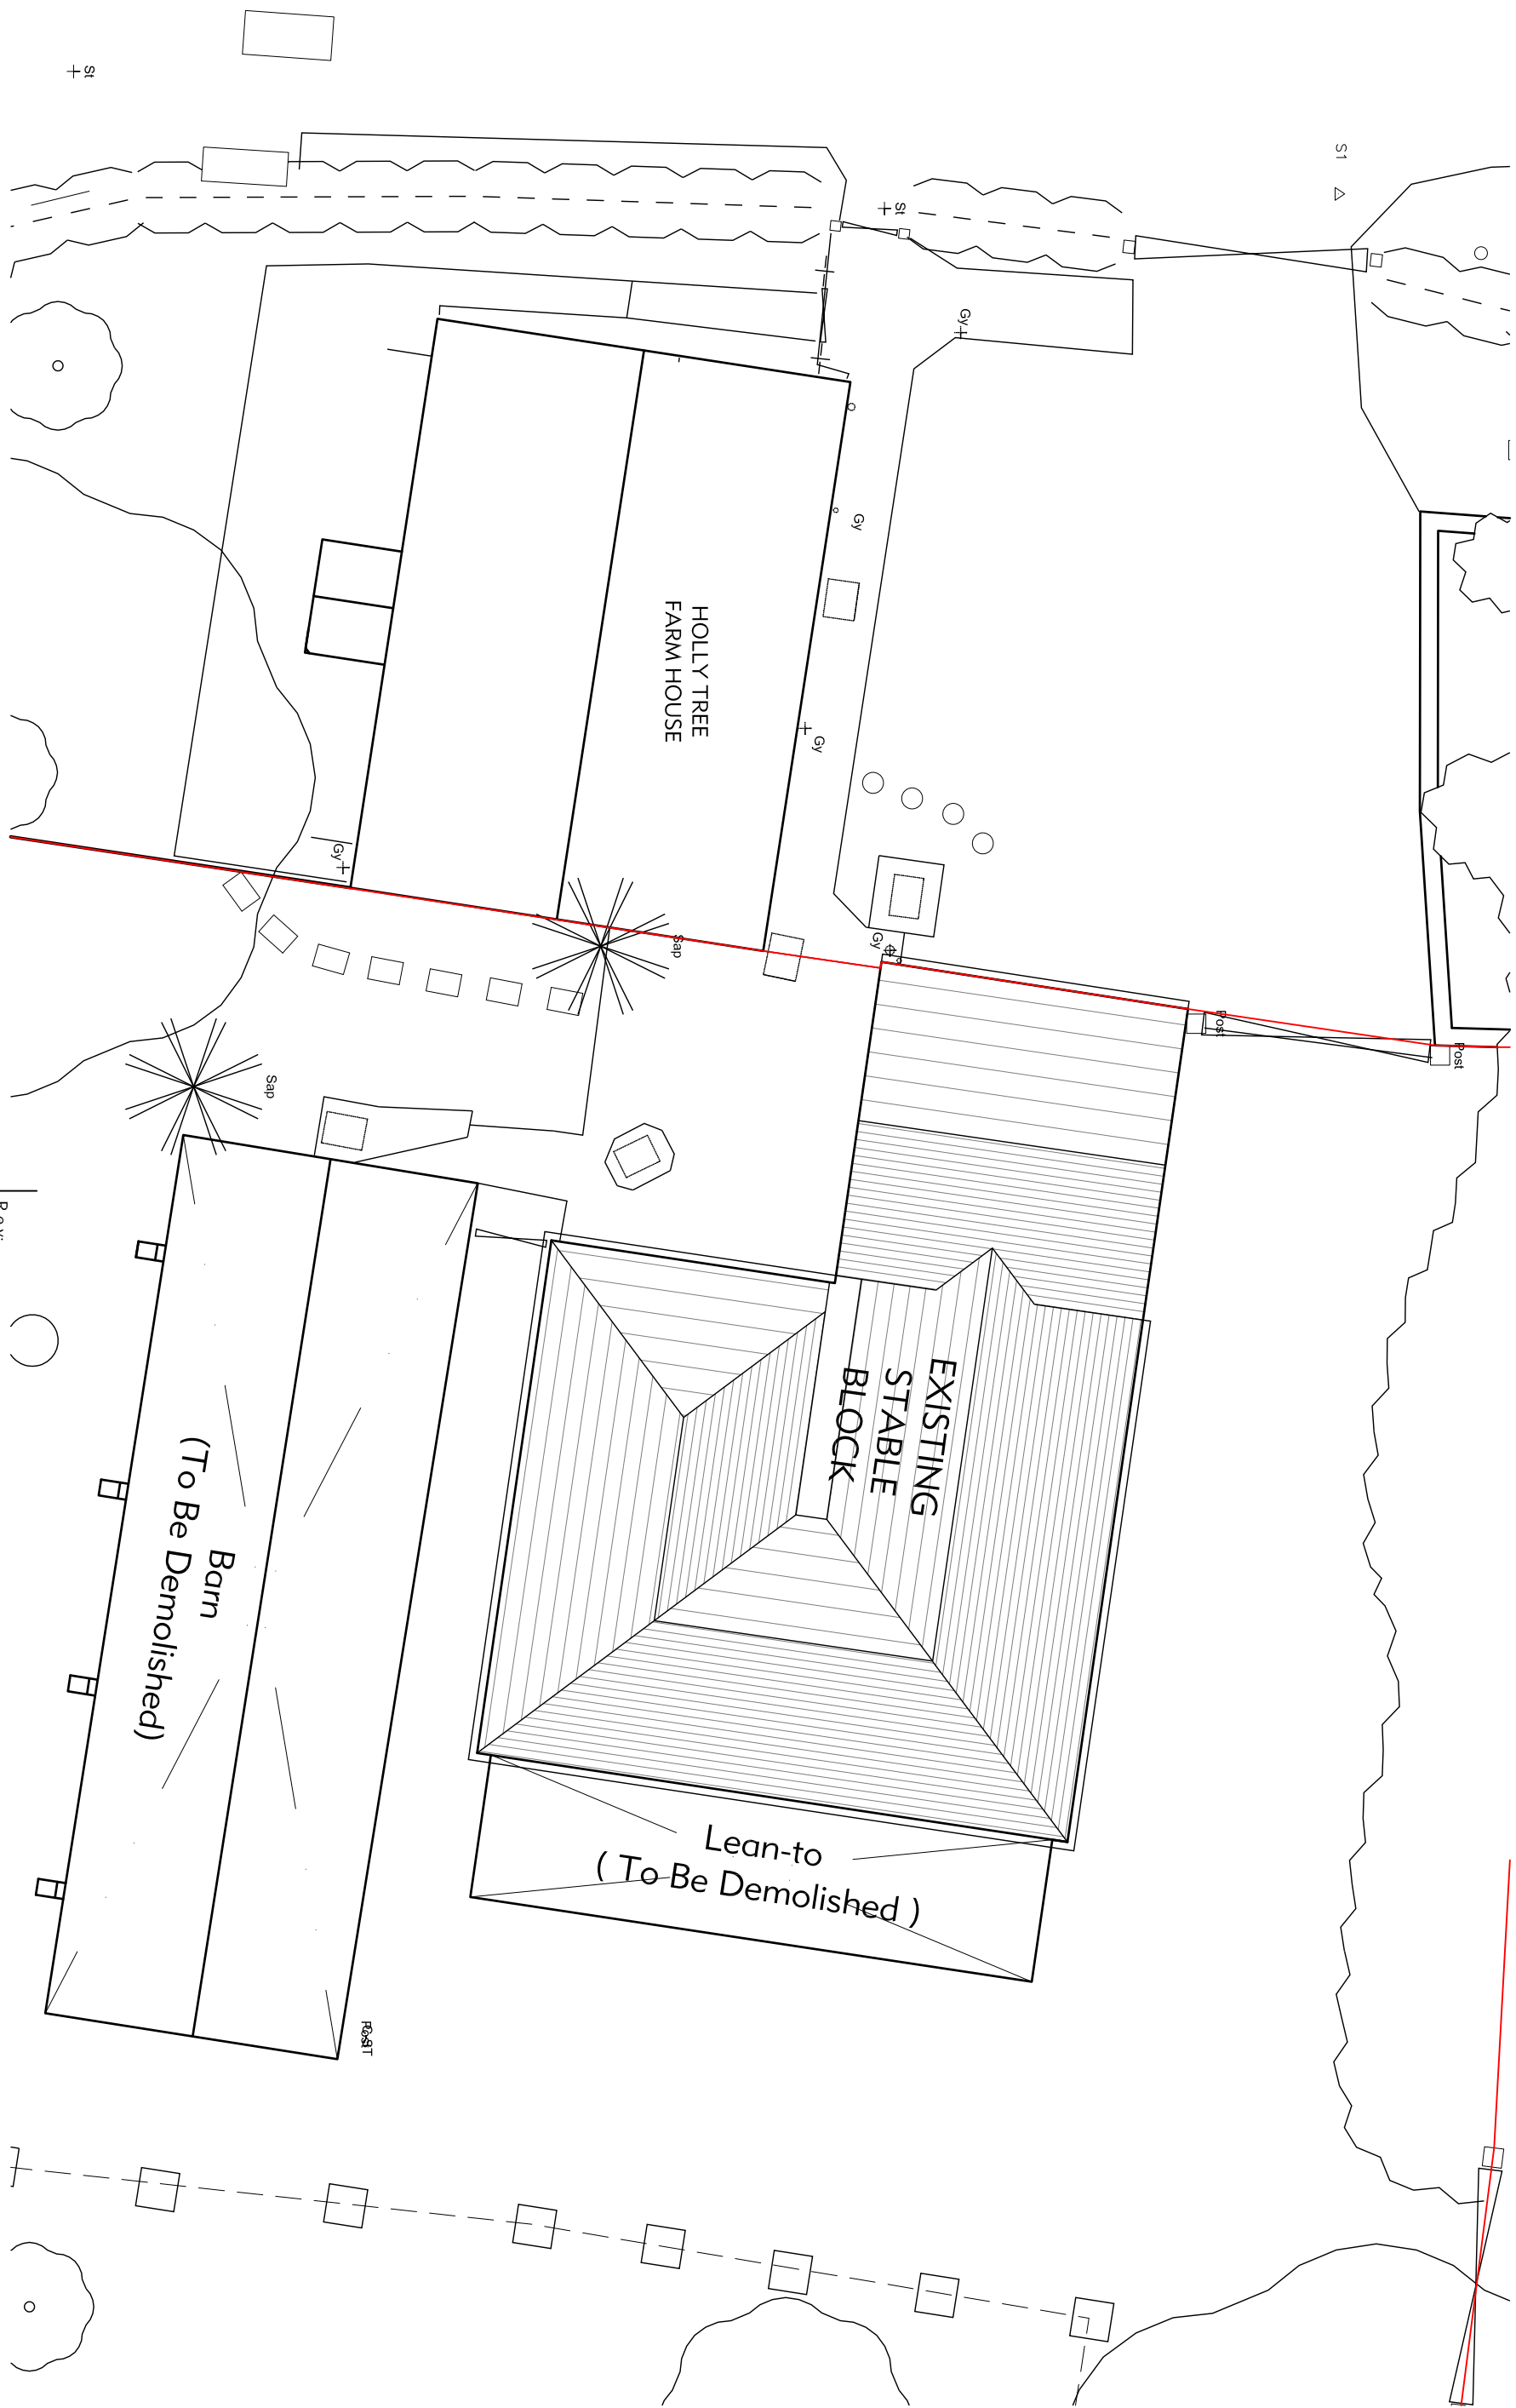 St
S1
St
Gy
Gy
HOLLY TREE
FARM HOUSE
Gy
Gy
Sap
Gy
Post
Post
Sap
EXISTING
STABLE
BLOCK
Barn
(To Be Demolished)
Lean-to
( To Be Demolished )